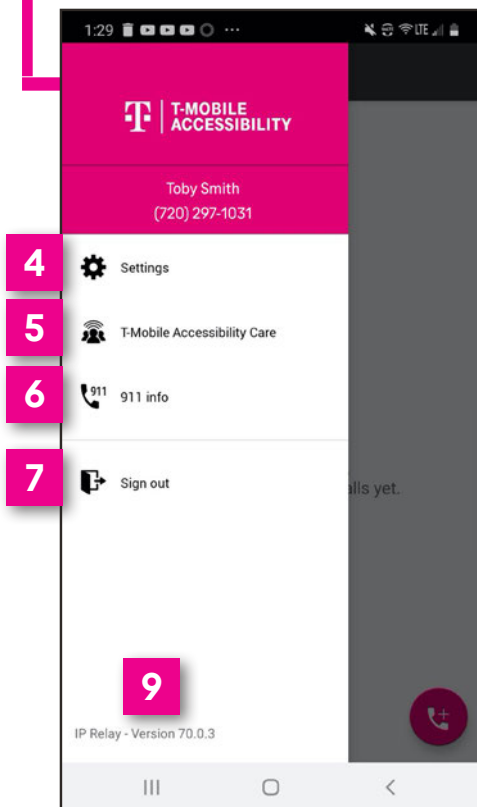 1:29 ... LTE
T-MOBILE
ACCESSIBILITY
Toby Smith
(720) 297-1031
4 Settings
5 T-Mobile Accessibility Care
6 911 911 info
7 Sign out
alls yet.
9
IP Relay - Version 70.0.3